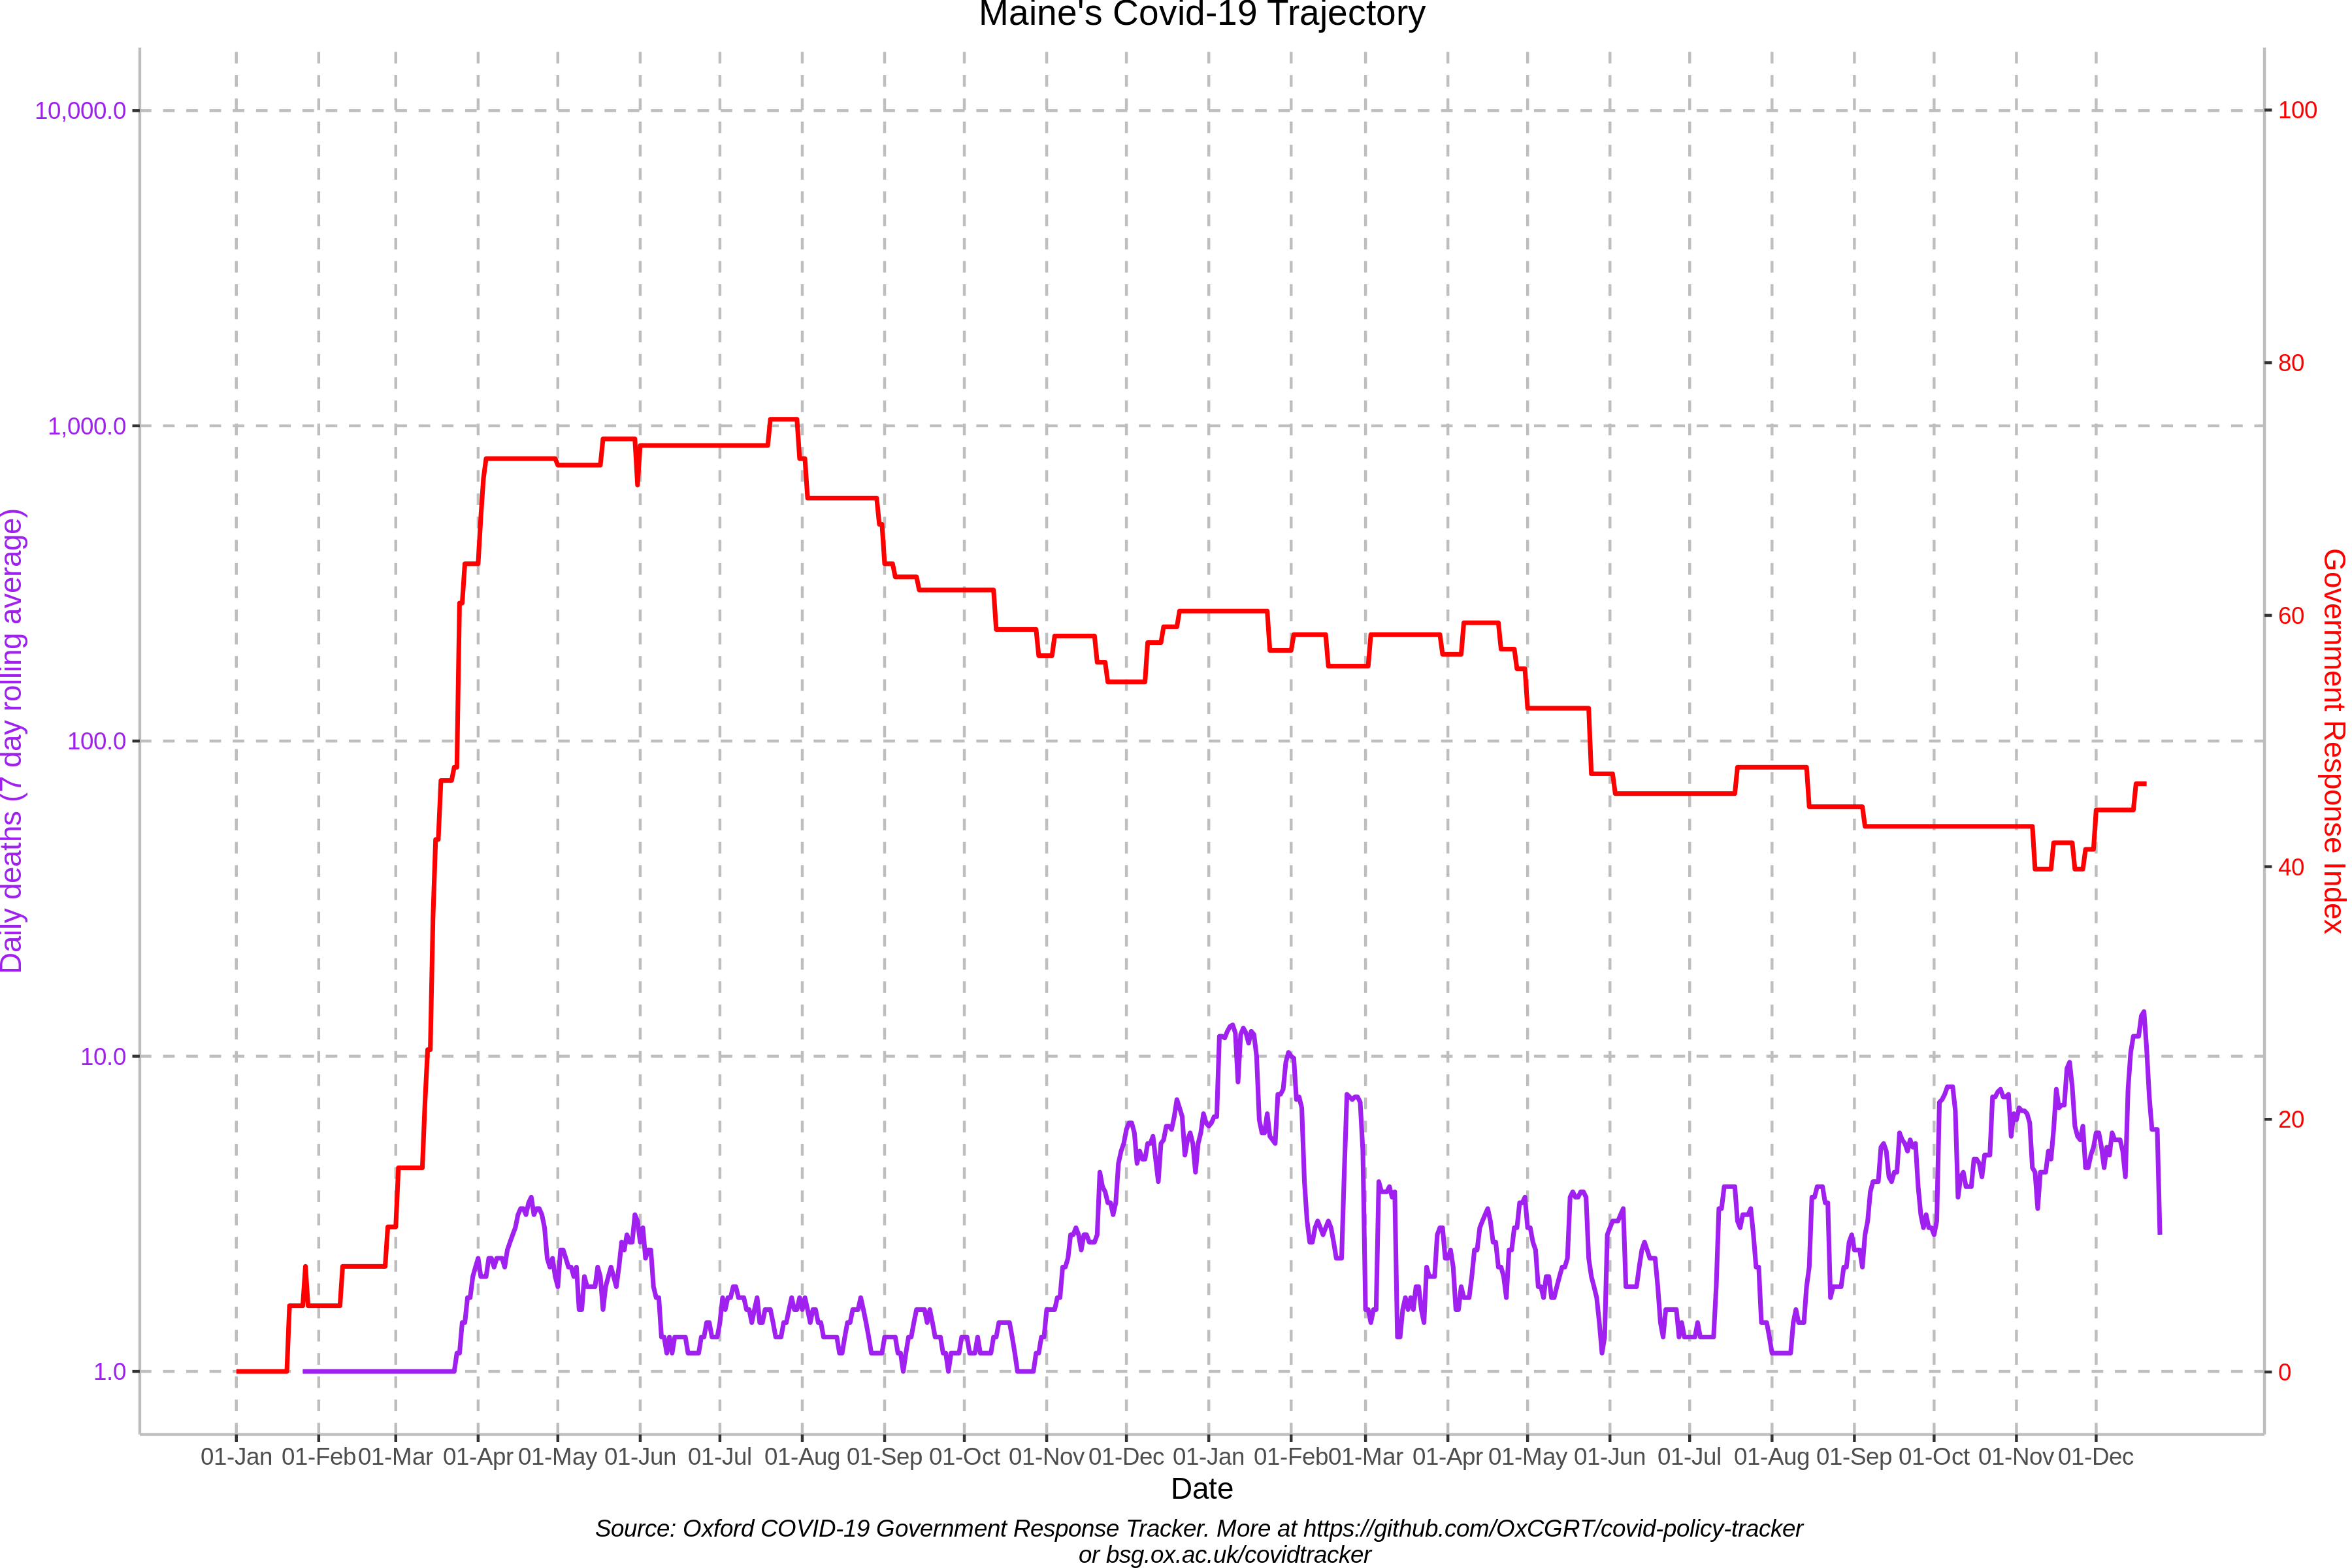 Maine's Covid-19 Trajectory
10,000.0
1,000.0
100.0
10.0
1.0
Daily deaths (7 day rolling average)
100
80
60
40
20
0
Government Response Index
01-Jan 01-Feb 01-Mar 01-Apr 01-May 01-Jun 01-Jul 01-Aug 01-Sep 01-Oct 01-Nov 01-Dec 01-Jan 01-Feb 01-Mar 01-Apr 01-May 01-Jun 01-Jul 01-Aug 01-Sep 01-Oct 01-Nov 01-Dec
Date
Source: Oxford COVID-19 Government Response Tracker. More at https://github.com/OxCGRT/covid-policy-tracker
or bsg.ox.ac.uk/covidtracker